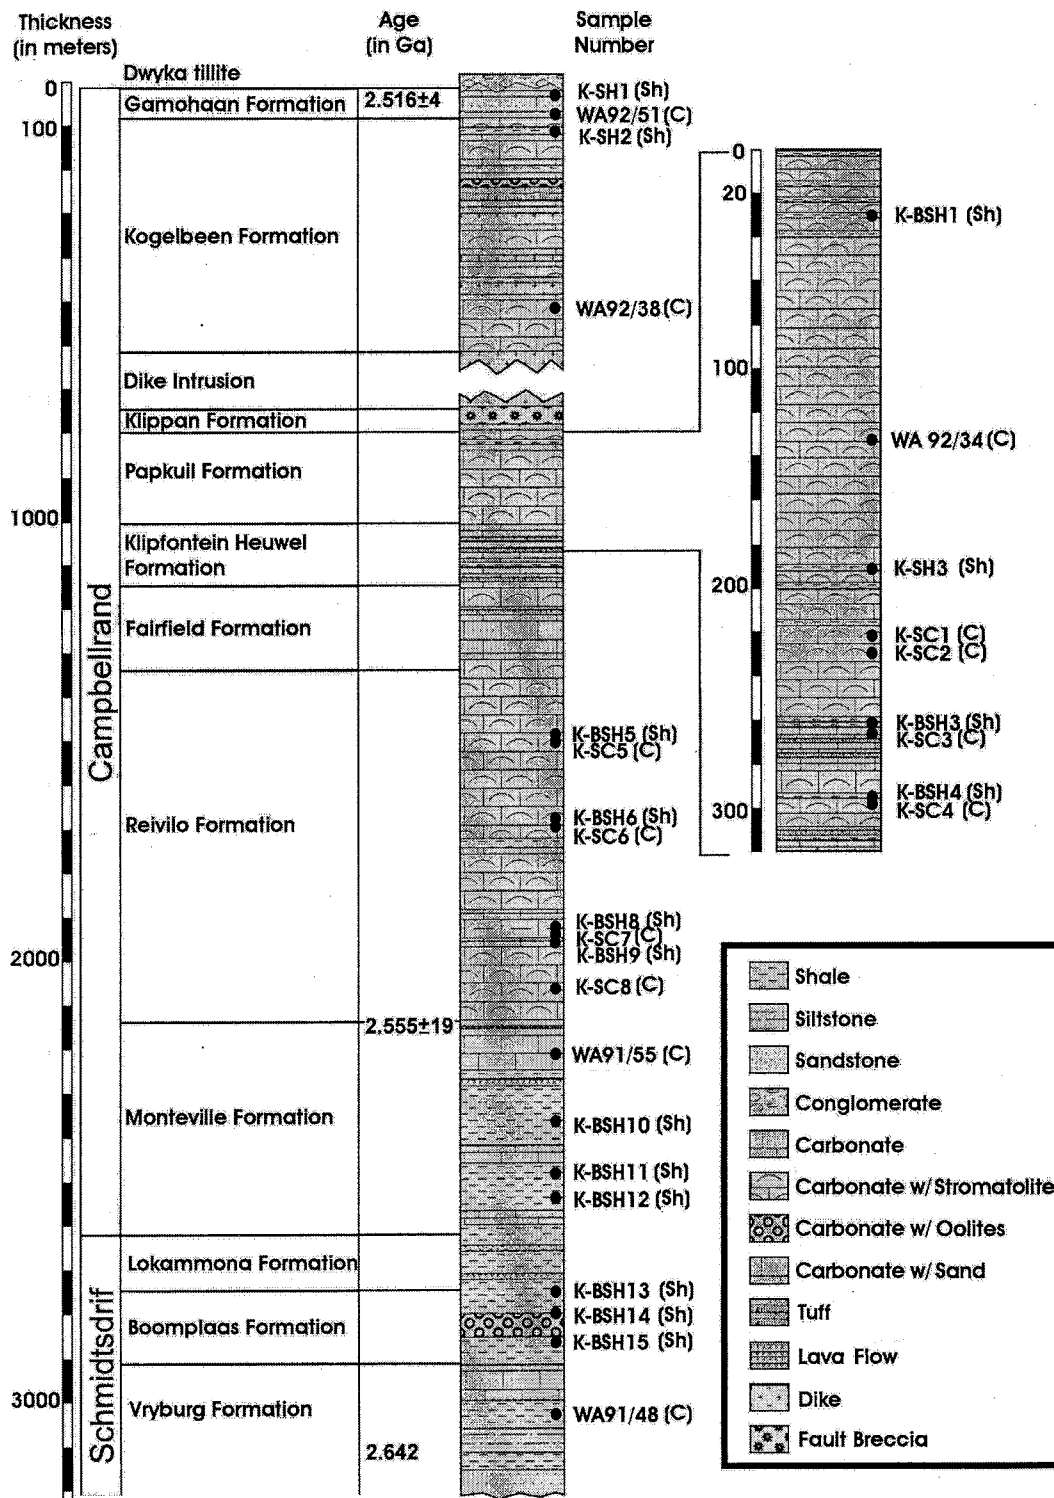 Thickness
(in meters)
Age
(in Ga)
Sample
Number
Dwyka tillite
0
Gamohaan Formation
2.516±4
K-SH1 (Sh)
WA92/51(C)
100
K-SH2 (Sh)
Kogelbeen Formation
WA92/38(C)
Dike Intrusion
Klippan Formation
Papkuil Formation
1000
Klipfontein Heuwel
Formation
Fairfield Formation
Campbellrand
K-BSH5 (Sh)
K-SC5 (C)
Reivilo Formation
K-BSH6 (Sh)
K-SC6 (C)
K-BSH8 (Sh)
K-SC7(C)
K-BSH9 (Sh)
2000
K-SC8 (C)
2.555±19
WA91/55 (C)
Monteville Formation
K-BSH10 (Sh)
K-BSH11 (Sh)
K-BSH12 (Sh)
Lokammona Formation
K-BSH13 (Sh)
K-BSH14 (Sh)
Boomplaas Formation
K-BSH15 (Sh)
Schmidtsdrif
3000
Vryburg Formation
WA91/48 (C)
2.642
0
20
K-BSH1 (Sh)
100
WA 92/34 (C)
K-SH3 (Sh)
200
K-SC1 (C)
K-SC2 (C)
K-BSH3 (Sh)
K-SC3 (C)
K-BSH4 (Sh)
K-SC4 (C)
300
Shale
Siltstone
Sandstone
Conglomerate
Carbonate
Carbonate w/Stromatolite
Carbonate w/ Oolites
Carbonate w/ Sand
Tuff
Lava Flow
Dike
Fault Breccia